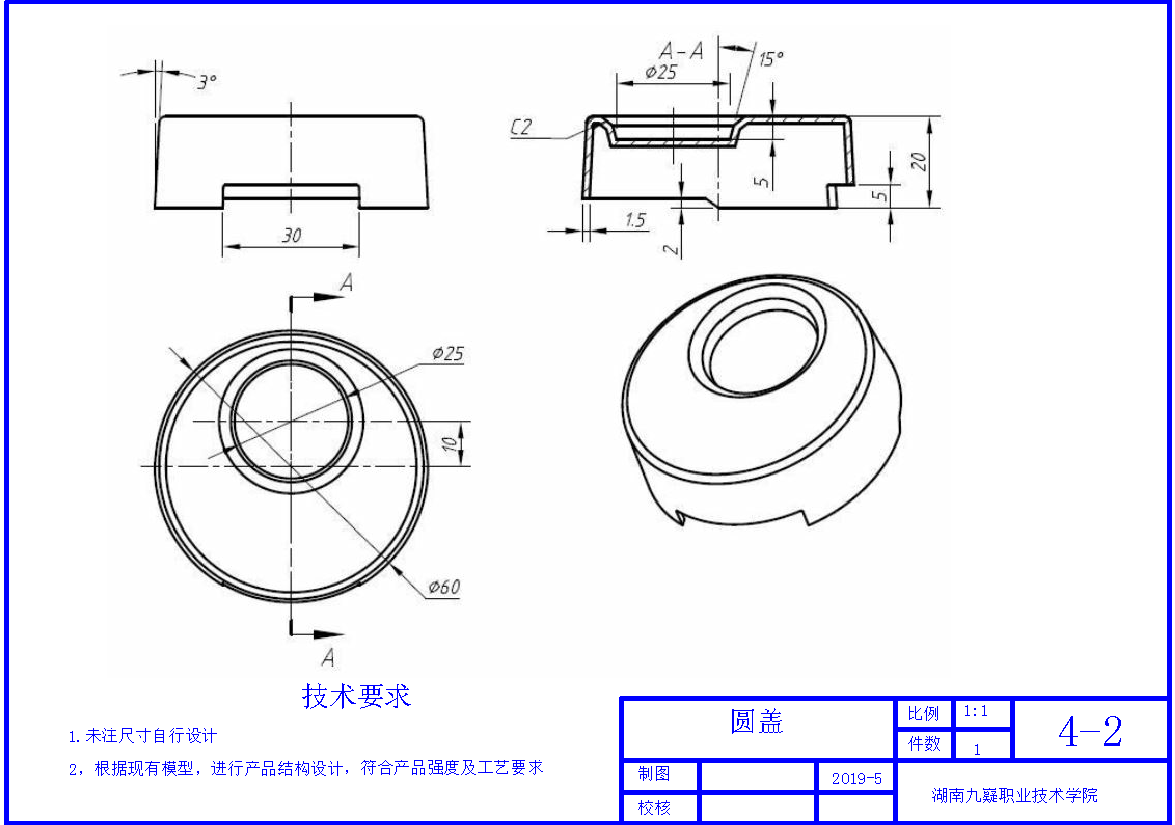 3°
30
A-A
ø25
15°
C2
5
20
5
1.5
2
A
ø25
10
ø60
A
技术要求
1.未注尺寸自行设计
2，根据现有模型，进行产品结构设计，符合产品强度及工艺要求
圆盖
比例
1:1
件数
1
4-2
制图
2019-5
校核
湖南九嶷职业技术学院